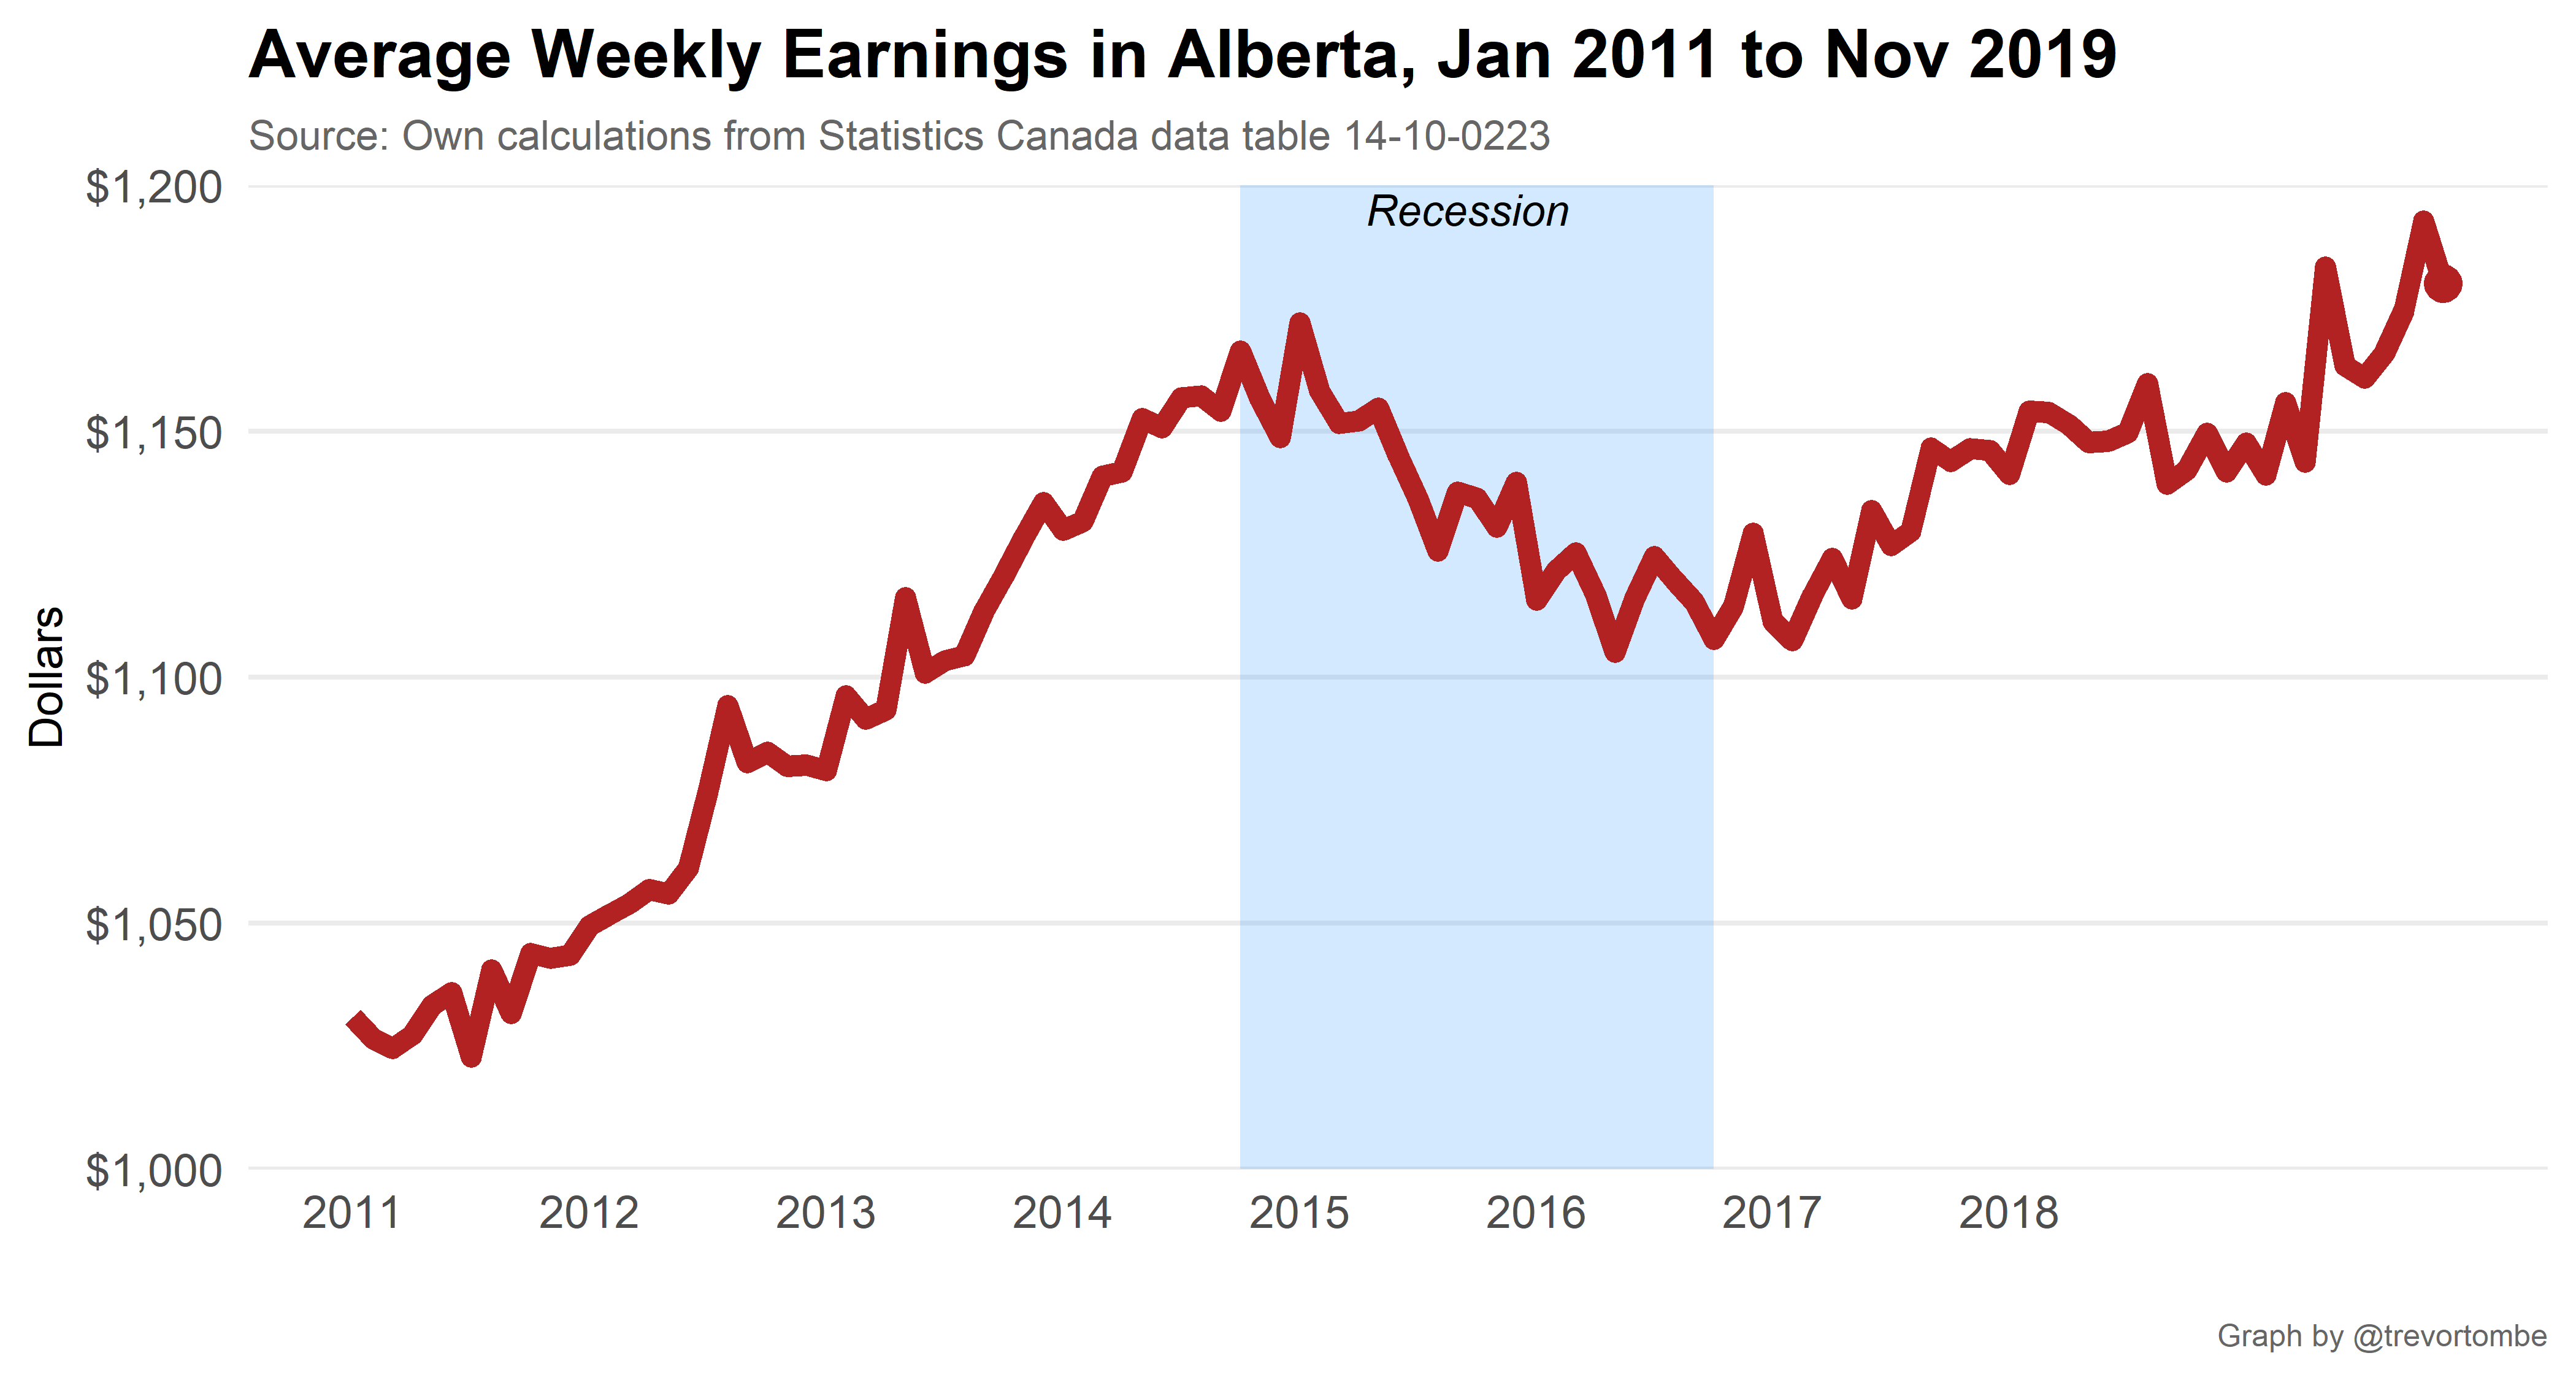 Average Weekly Earnings in Alberta, Jan 2011 to Nov 2019
Source: Own calculations from Statistics Canada data table 14-10-0223
$1,200
Recession
$1,150
$1,100
Dollars
$1,050
$1,000
2011 2012 2013 2014 2015 2016 2017 2018
Graph by @trevortombe